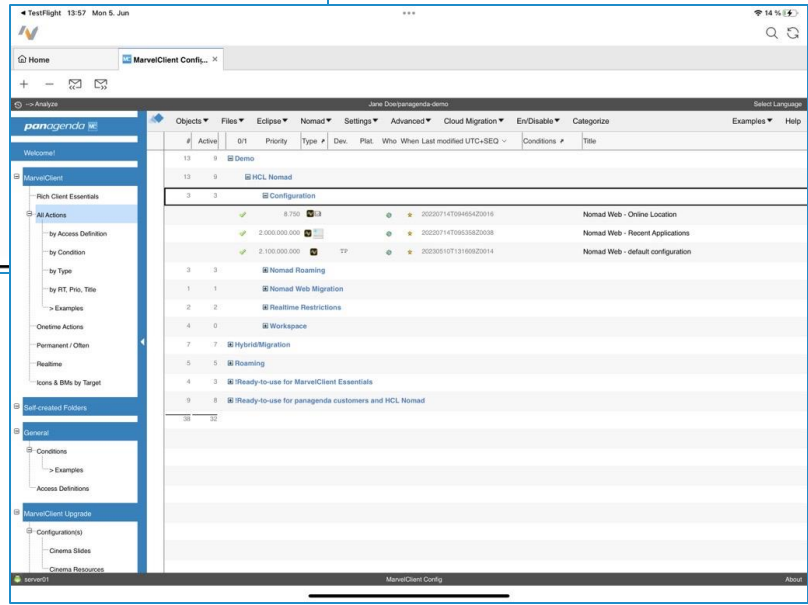 ◄ TestFlight 13:57 Mon 5. Jun
14 %
Home
MarvelClient Config...
--> Analyze
Jane Doe/panagenda-demo
Select Language
panagenda MC
Objects Files Eclipse Nomad Settings Advanced Cloud Migration En/Disable Categorize Examples Help
# Active 0/1 Priority Type Dev. Plat. Who When Last modified UTC+SEQ Conditions Title
Welcome!
MarvelClient
Rich Client Essentials
All Actions
by Access Definition
by Condition
by Type
by RT, Prio, Title
> Examples
Onetime Actions
Permanent / Often
Realtime
Icons & BMs by Target
Self-created Folders
General
Conditions
> Examples
Access Definitions
MarvelClient Upgrade
Configuration(s)
Cinema Slides
Cinema Resources
13 9 Demo
13 9 HCL Nomad
3 3 Configuration
8.750 20220714T094654Z0016 Nomad Web - Online Location
2.000.000.000 20220714T095358Z0038 Nomad Web - Recent Applications
2.100.000.000 20230510T131608Z0014 Nomad Web - default configuration
3 3 Nomad Roaming
1 1 Nomad Web Migration
2 2 Realtime Restrictions
4 0 Workspace
7 7 Hybrid/Migration
5 5 Roaming
4 3 !Ready-to-use for MarvelClient Essentials
9 8 !Ready-to-use for panagenda customers and HCL Nomad
38 32
server01
MarvelClient Config
About